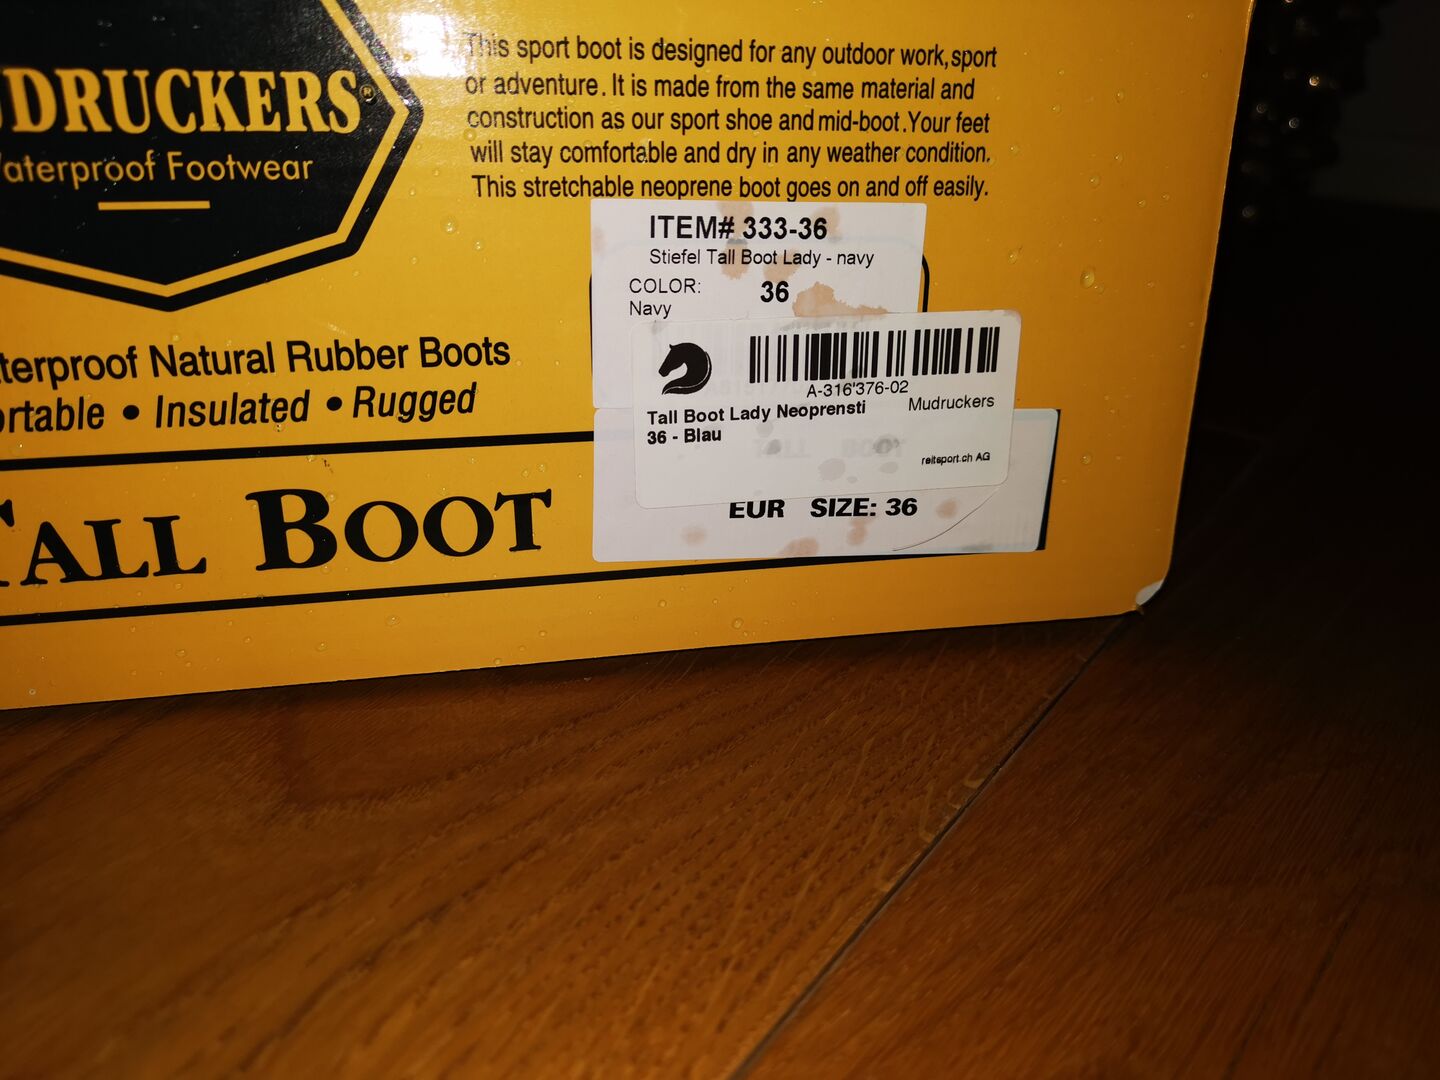 DRUCKERS®
aterproof Footwear
This sport boot is designed for any outdoor work, sport
or adventure. It is made from the same material and
construction as our sport shoe and mid-boot. Your feet
will stay comfortable and dry in any weather condition.
This stretchable neoprene boot goes on and off easily.
terproof Natural Rubber Boots
ortable • Insulated • Rugged
TALL BOOT
ITEM# 333-36
Stiefel Tall Boot Lady - navy
COLOR: 36
Navy
A-316'376-02
Tall Boot Lady Neoprensti Mudruckers
36 - Blau
reitsport.ch AG
EUR SIZE: 36